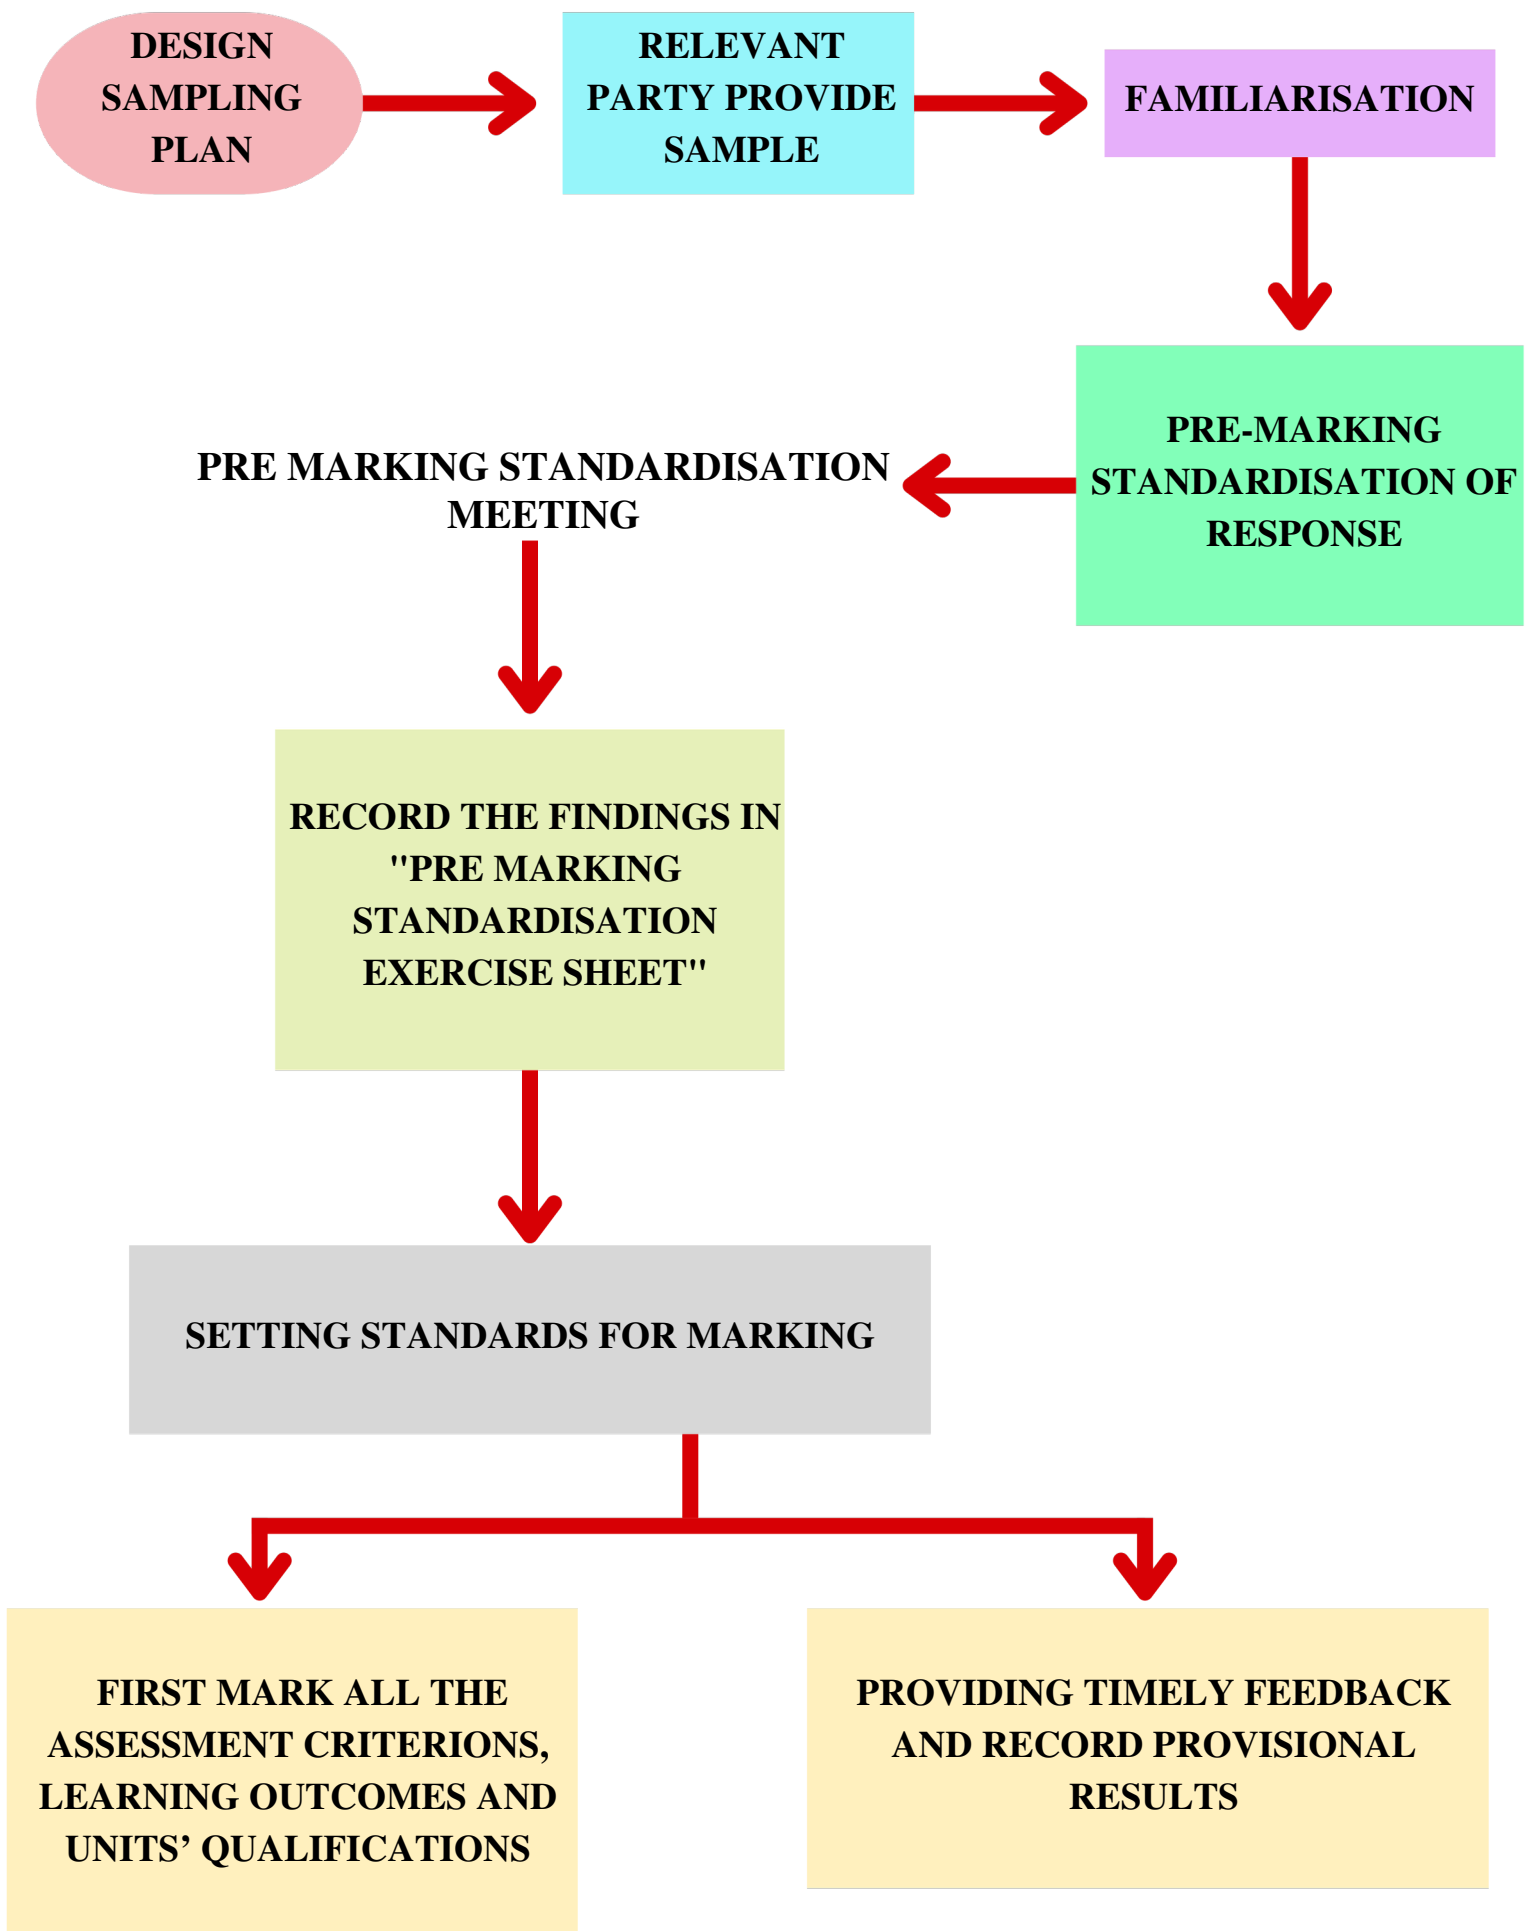 DESIGN
SAMPLING
PLAN
RELEVANT
PARTY PROVIDE
SAMPLE
FAMILIARISATION
PRE-MARKING
STANDARDISATION OF
RESPONSE
PRE MARKING STANDARDISATION
MEETING
RECORD THE FINDINGS IN
"PRE MARKING
STANDARDISATION
EXERCISE SHEET"
SETTING STANDARDS FOR MARKING
FIRST MARK ALL THE
ASSESSMENT CRITERIONS,
LEARNING OUTCOMES AND
UNITS’ QUALIFICATIONS
PROVIDING TIMELY FEEDBACK
AND RECORD PROVISIONAL
RESULTS